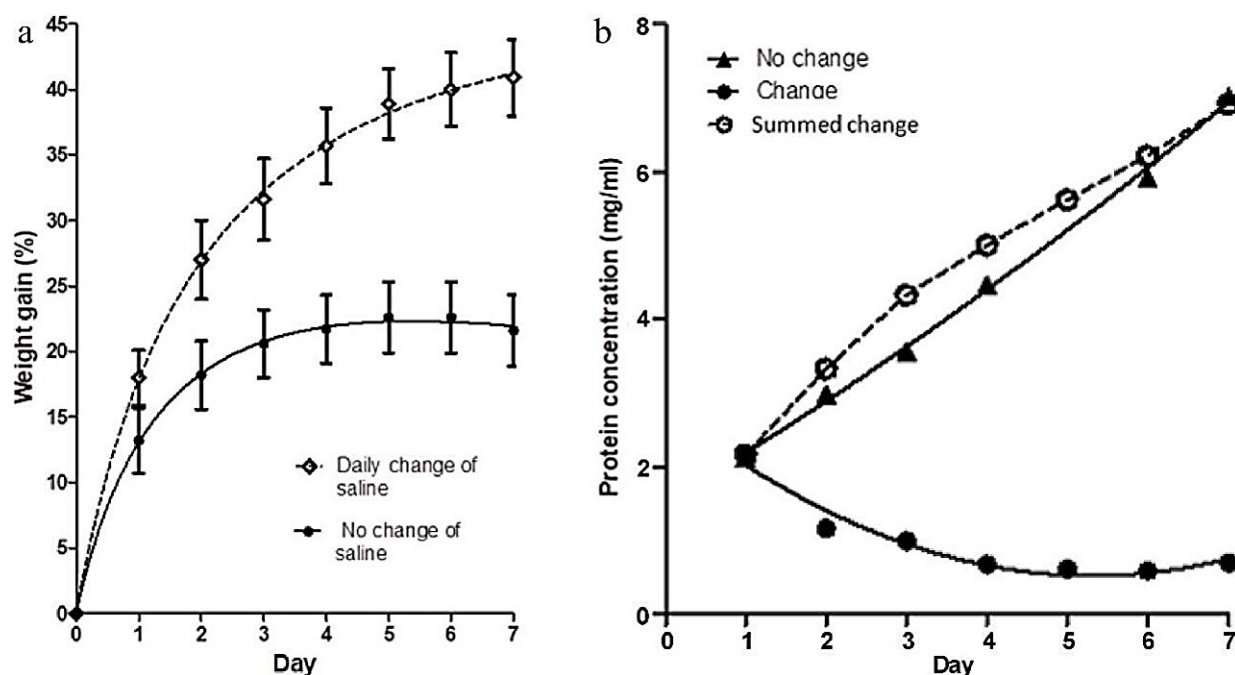 a
Weight gain (%)
45
40
35
30
25
20
15
10
5
0
0 1 2 3 4 5 6 7
Day
Daily change of
saline
No change of
saline
b
Protein concentration (mg/ml)
8
6
4
2
0
0 1 2 3 4 5 6 7
Day
No change
Change
Summed change